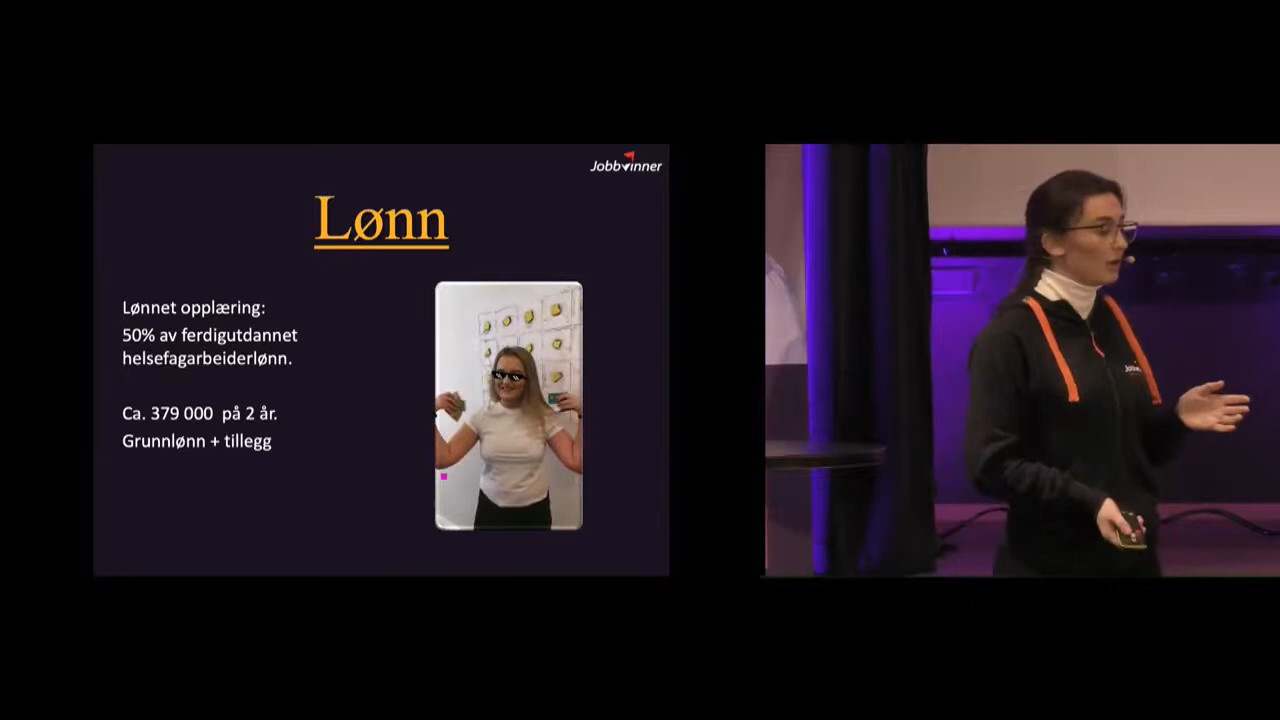 Jobbvinner
Lønn
Lønnet opplæring:
50% av ferdigutdannet
helsefagarbeiderlønn.
Ca. 379 000 på 2 år.
Grunnlønn + tillegg